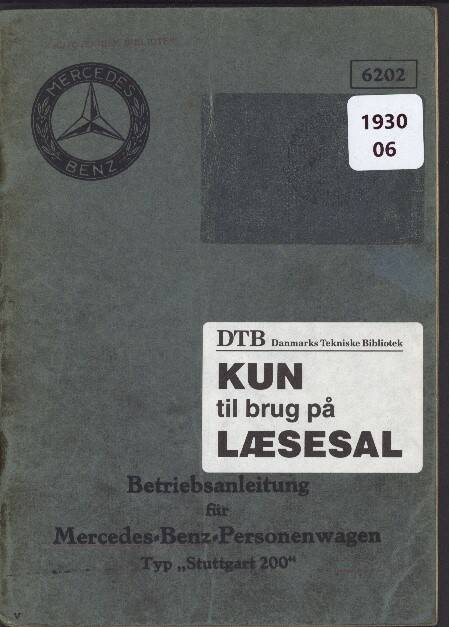 MERCEDES
BENZ
6202
1930
06
DTB Danmarks Tekniske Bibliotek
KUN
til brug på
LÆSESAL
Betriebsanleitung
für
Mercedes-Benz-Personenwagen
Typ „Stuttgart 200“
V